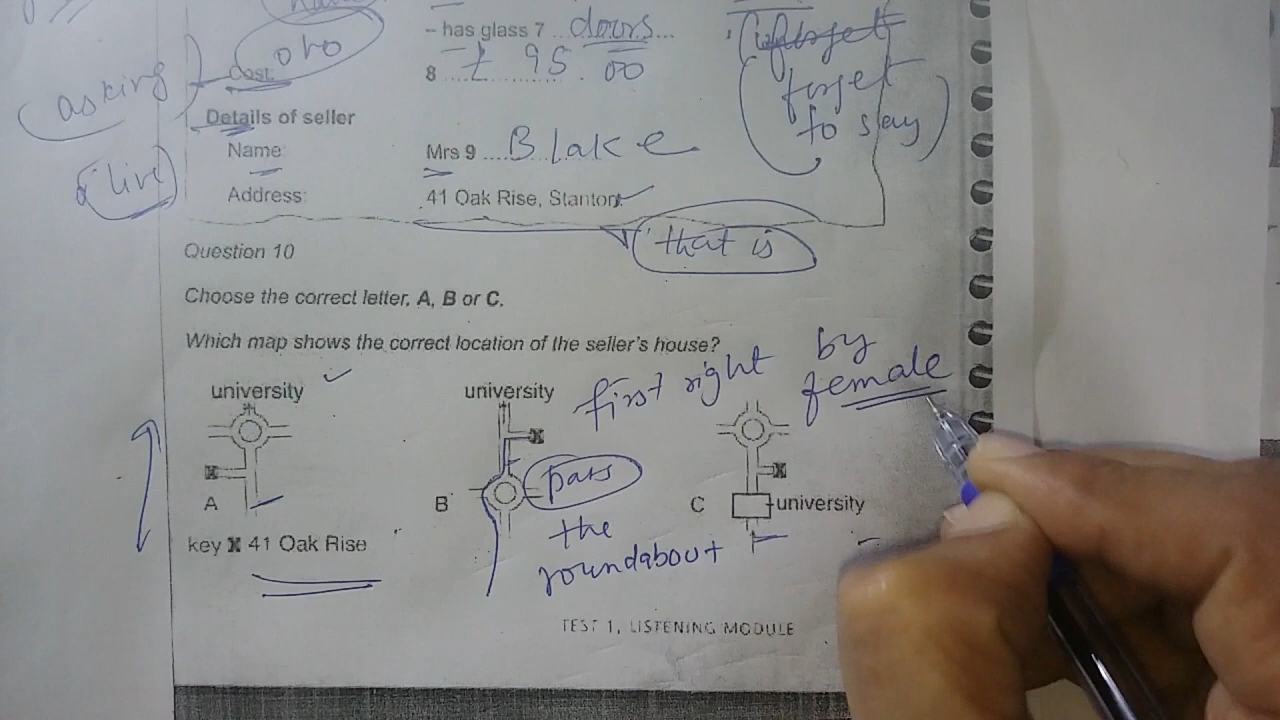 - has glass 7 doors...
Cost: oho
8 £ 95.00
forget
to say
asking
Details of seller
Name: Mrs 9 .... Blake
live
Address: 41 Oak Rise, Stanton
that is
Question 10
Choose the correct letter, A, B or C.
Which map shows the correct location of the seller's house?
by
female
first right
university
university
pass
A
B
C
university
the
roundabout
key 41 Oak Rise
TEST 1, LISTENING MODULE